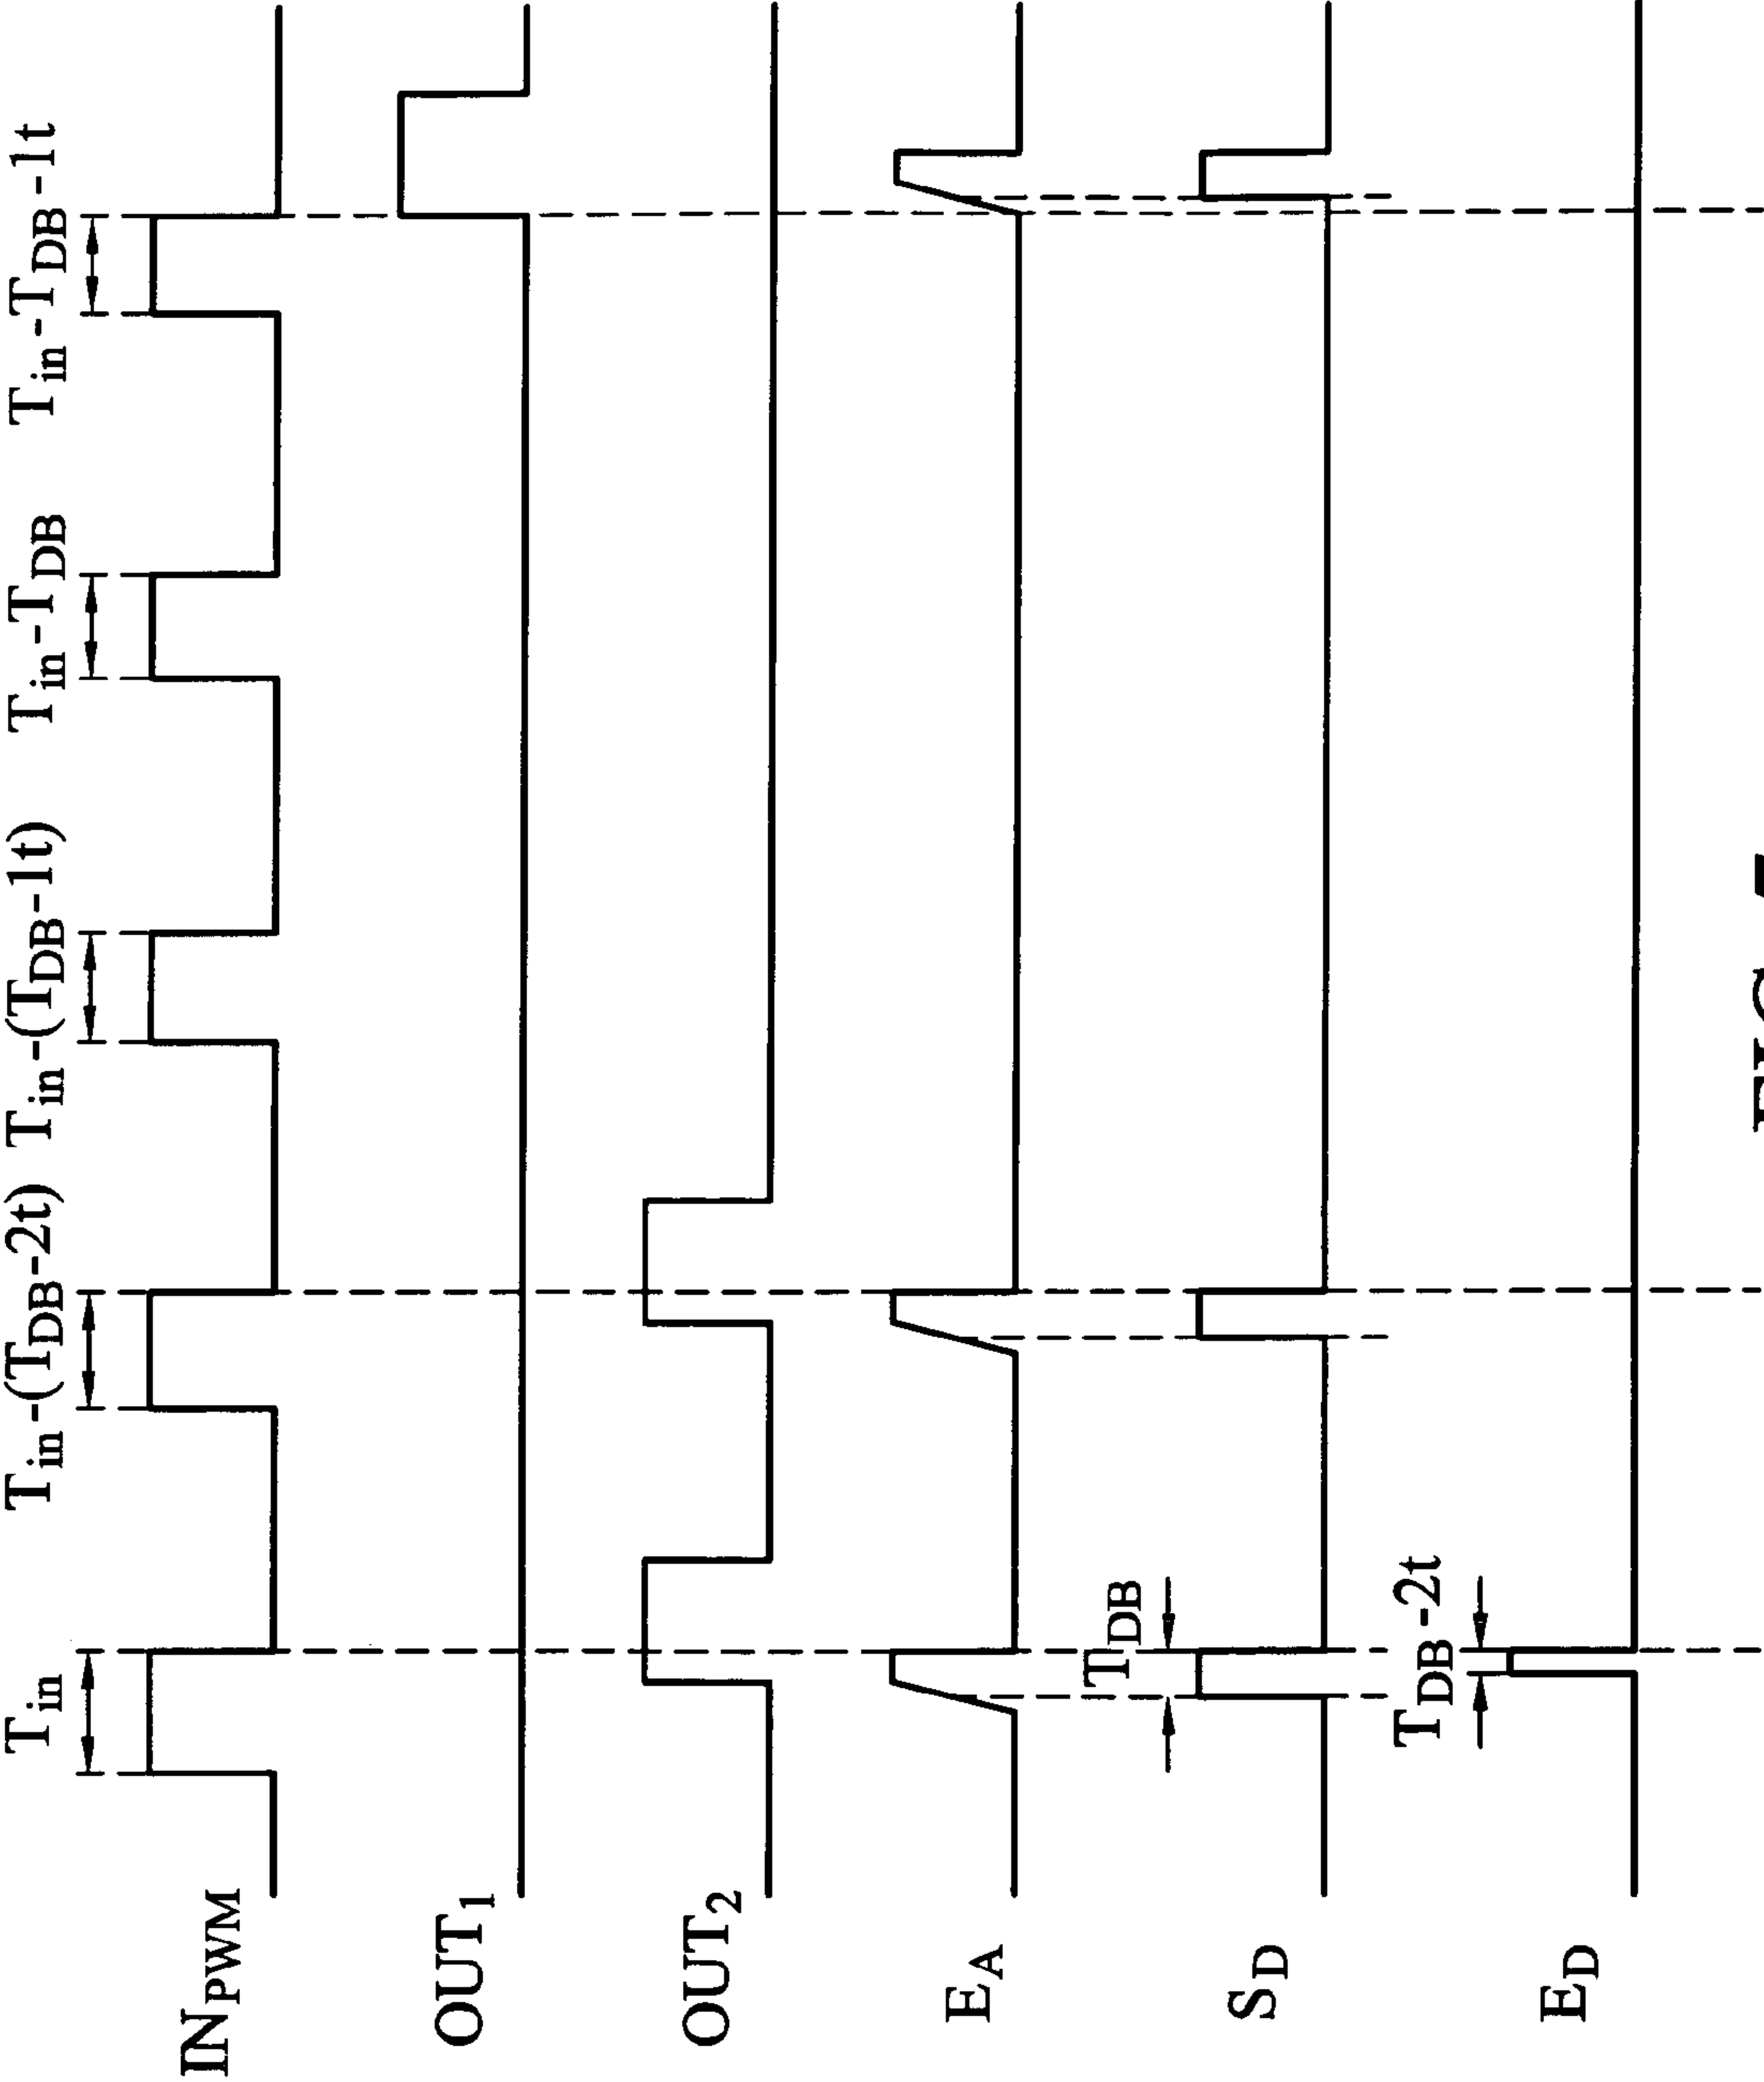 T_in T_in-(T_DB-2t) T_in-(T_DB-1t) T_in-T_DB T_in-T_DB-1t
IN_PWM
OUT_1
OUT_2
E_A
T_DB
S_D
T_DB-2t
E_D